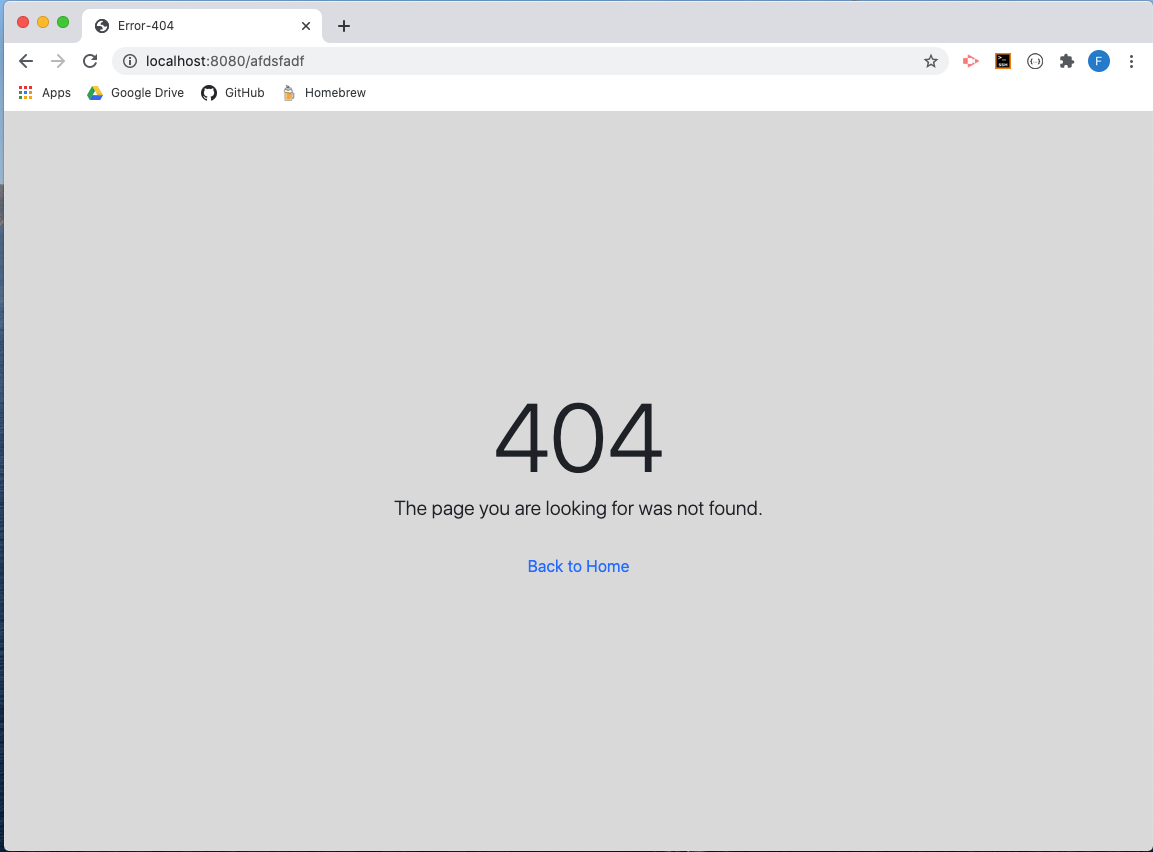 Error-404
localhost:8080/afdsfadf
F
Apps Google Drive GitHub Homebrew
404
The page you are looking for was not found.
Back to Home